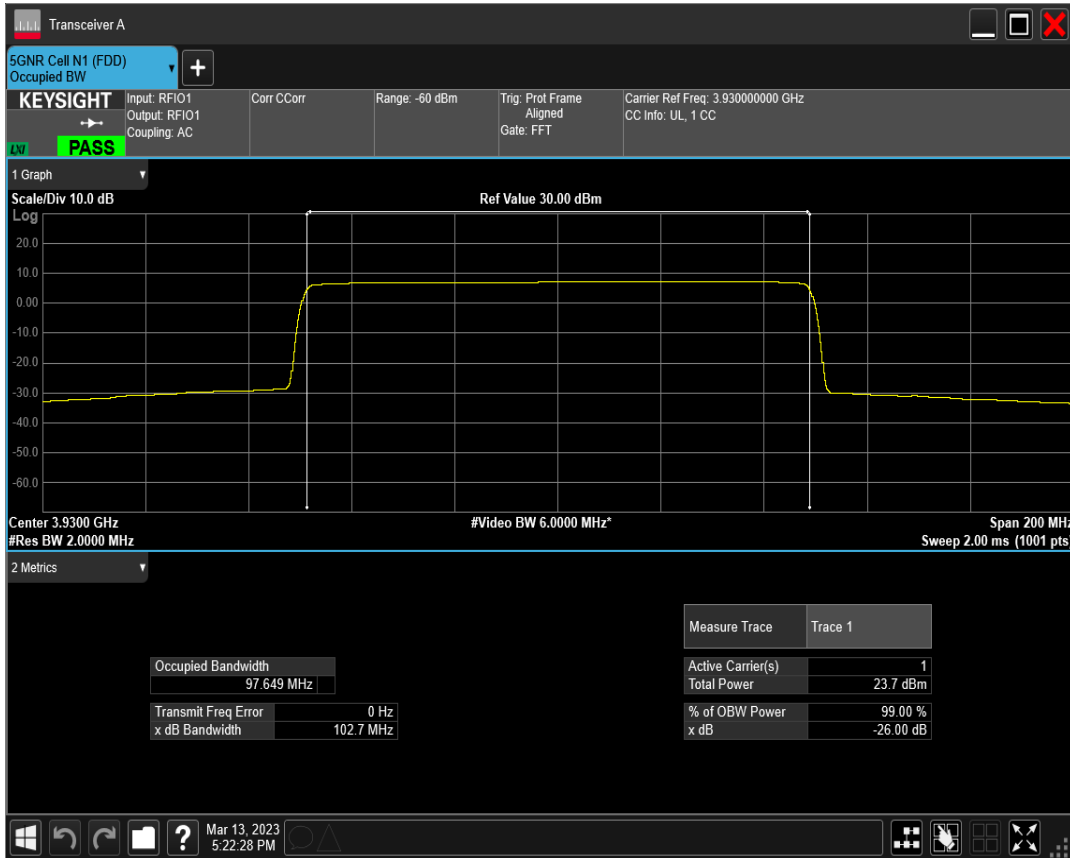 Transceiver A
5GNR Cell N1 (FDD)
Occupied BW
+
KEYSIGHT
LXI
PASS
Input: RFIO1
Output: RFIO1
Coupling: AC
Corr CCorr
Range: -60 dBm
Trig: Prot Frame
Aligned
Gate: FFT
Carrier Ref Freq: 3.930000000 GHz
CC Info: UL, 1 CC
1 Graph
Scale/Div 10.0 dB
Ref Value 30.00 dBm
Log
20.0
10.0
0.00
-10.0
-20.0
-30.0
-40.0
-50.0
-60.0
Center 3.9300 GHz
#Video BW 6.0000 MHz*
Span 200 MHz
#Res BW 2.0000 MHz
Sweep 2.00 ms (1001 pts)
2 Metrics
Measure Trace
Trace 1
Occupied Bandwidth
97.649 MHz
Active Carrier(s) 1
Total Power 23.7 dBm
Transmit Freq Error 0 Hz
x dB Bandwidth 102.7 MHz
% of OBW Power 99.00 %
x dB -26.00 dB
?
Mar 13, 2023
5:22:28 PM